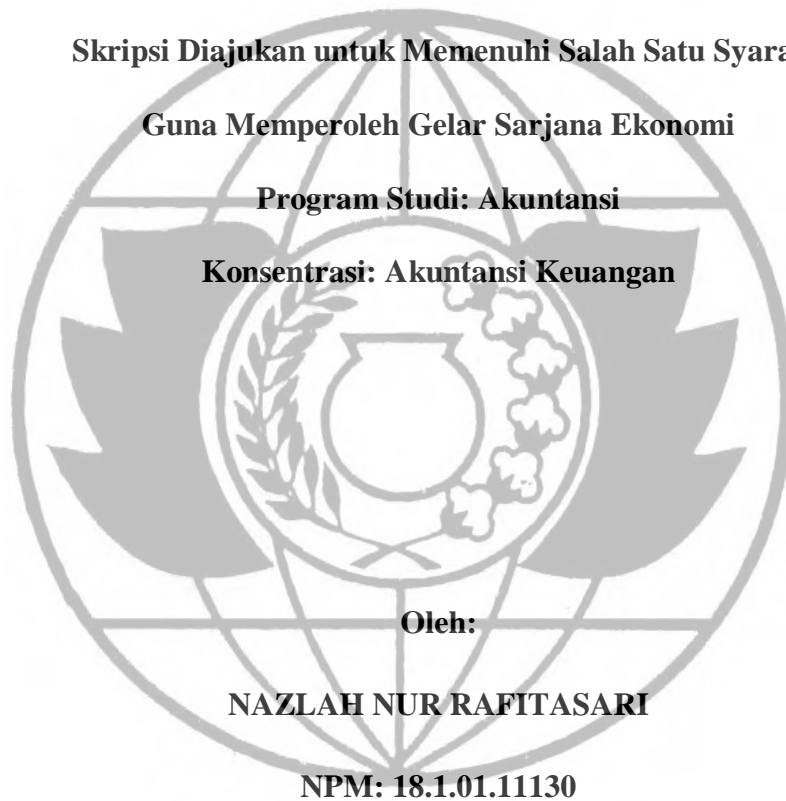 Skripsi Diajukan untuk Memenuhi Salah Satu Syara
Guna Memperoleh Gelar Sarjana Ekonomi
Program Studi: Akuntansi
Konsentrasi: Akuntansi Keuangan
Oleh:
NAZLAH NUR RAFITASARI
NPM: 18.1.01.11130